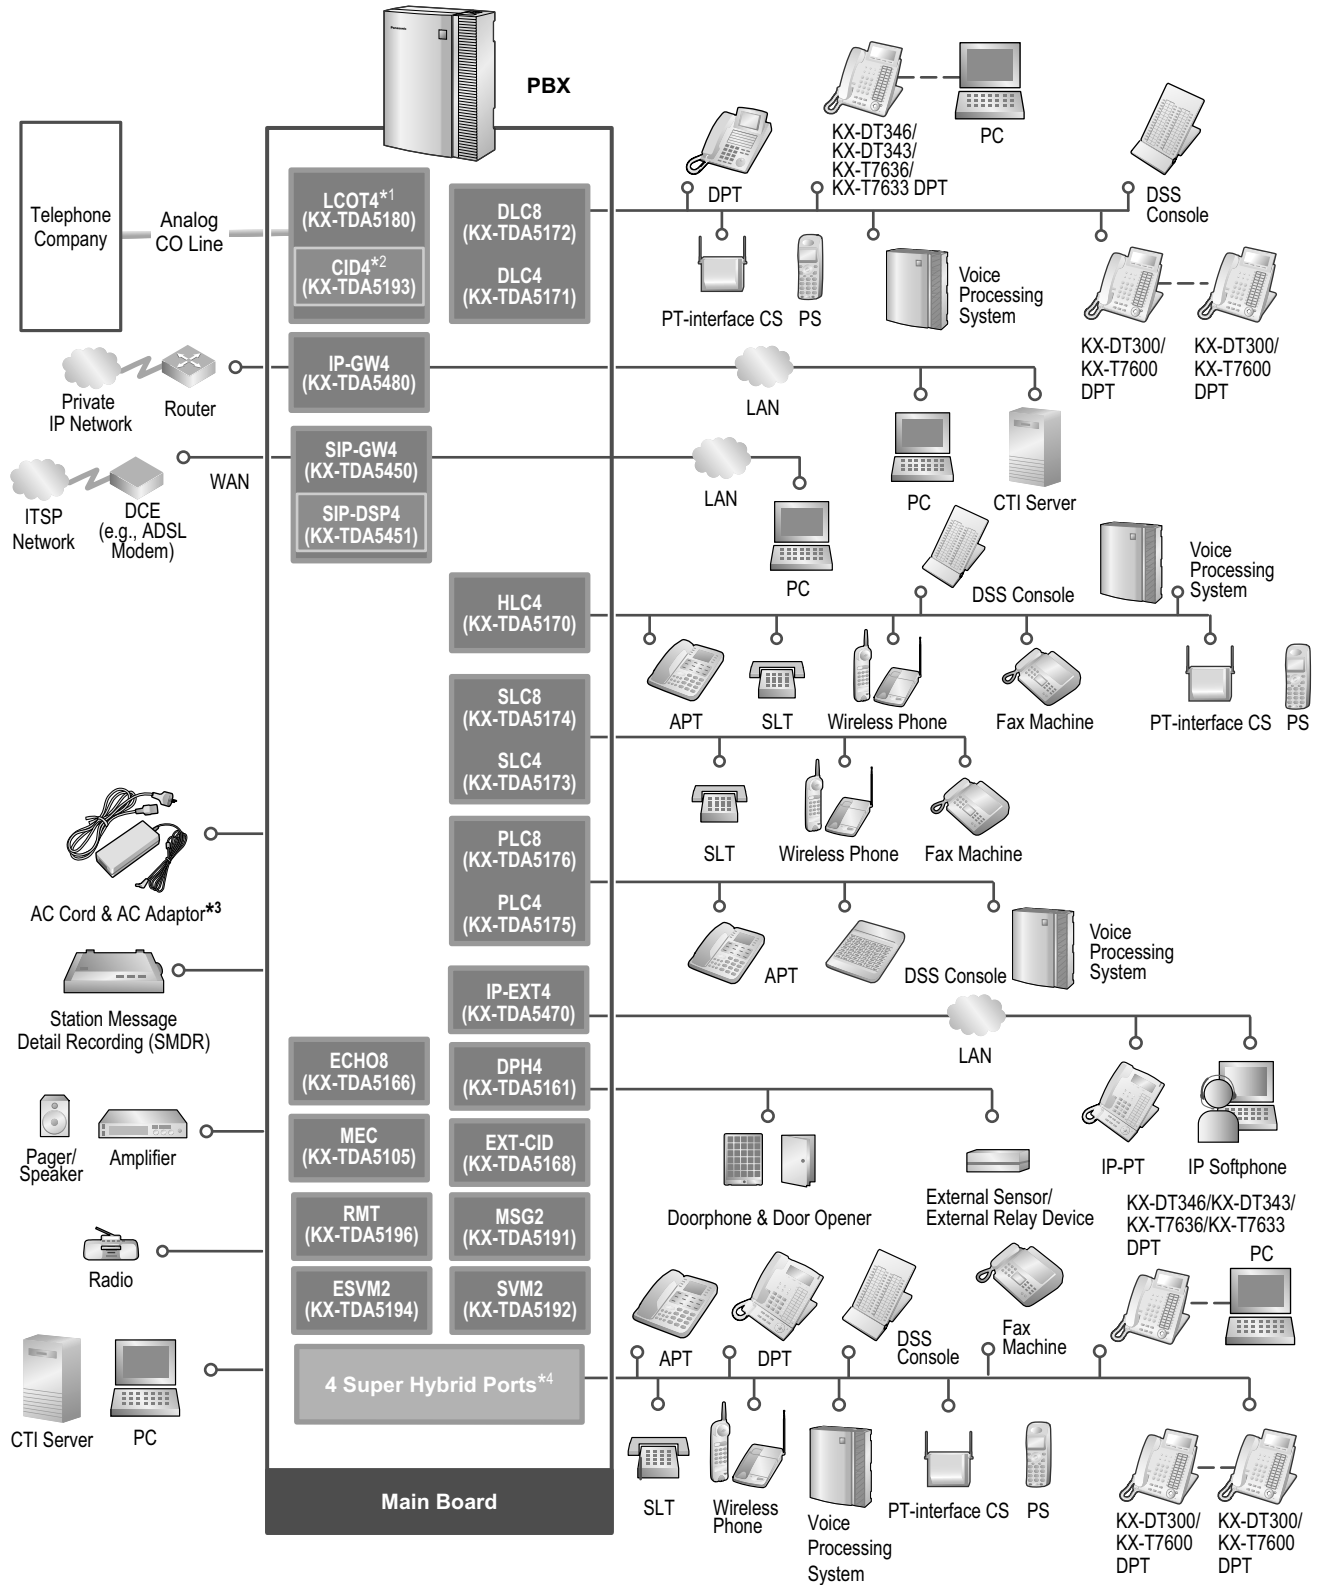 PBX
Telephone
Company
Analog
CO Line
LCOT4*1
(KX-TDA5180)
CID4*2
(KX-TDA5193)
DLC8
(KX-TDA5172)
DLC4
(KX-TDA5171)
DPT
KX-DT346/
KX-DT343/
KX-T7636/
KX-T7633 DPT
PC
DSS
Console
PT-interface CS
PS
Voice
Processing
System
KX-DT300/
KX-T7600
DPT
KX-DT300/
KX-T7600
DPT
Private
IP Network
Router
IP-GW4
(KX-TDA5480)
LAN
PC
CTI Server
ITSP
Network
DCE
(e.g., ADSL
Modem)
WAN
SIP-GW4
(KX-TDA5450)
SIP-DSP4
(KX-TDA5451)
LAN
PC
DSS Console
Voice
Processing
System
HLC4
(KX-TDA5170)
APT
SLT
Wireless Phone
Fax Machine
PT-interface CS
PS
SLC8
(KX-TDA5174)
SLC4
(KX-TDA5173)
SLT
Wireless Phone
Fax Machine
AC Cord & AC Adaptor*3
PLC8
(KX-TDA5176)
PLC4
(KX-TDA5175)
APT
DSS Console
Voice
Processing
System
Station Message
Detail Recording (SMDR)
IP-EXT4
(KX-TDA5470)
LAN
IP-PT
IP Softphone
ECHO8
(KX-TDA5166)
DPH4
(KX-TDA5161)
Doorphone & Door Opener
External Sensor/
External Relay Device
Pager/
Speaker
Amplifier
MEC
(KX-TDA5105)
EXT-CID
(KX-TDA5168)
Radio
RMT
(KX-TDA5196)
MSG2
(KX-TDA5191)
ESVM2
(KX-TDA5194)
SVM2
(KX-TDA5192)
KX-DT346/KX-DT343/
KX-T7636/KX-T7633
DPT
PC
CTI Server
PC
4 Super Hybrid Ports*4
APT
DPT
DSS
Console
Fax
Machine
SLT
Wireless
Phone
Voice
Processing
System
PT-interface CS
PS
KX-DT300/
KX-T7600
DPT
KX-DT300/
KX-T7600
DPT
Main Board